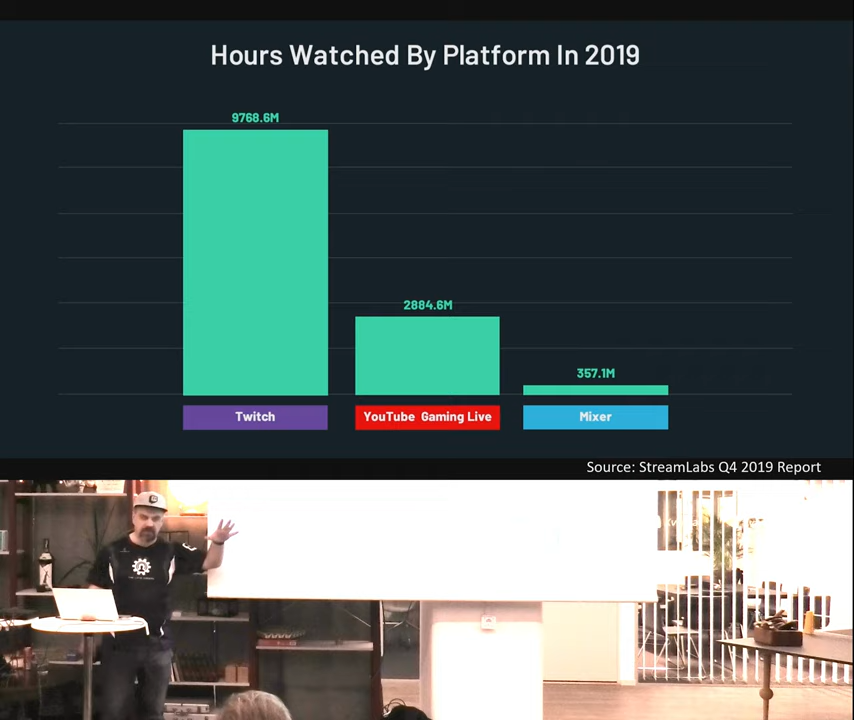 Hours Watched By Platform In 2019
9768.6M
2884.6M
357.1M
Twitch
YouTube Gaming Live
Mixer
Source: StreamLabs Q4 2019 Report